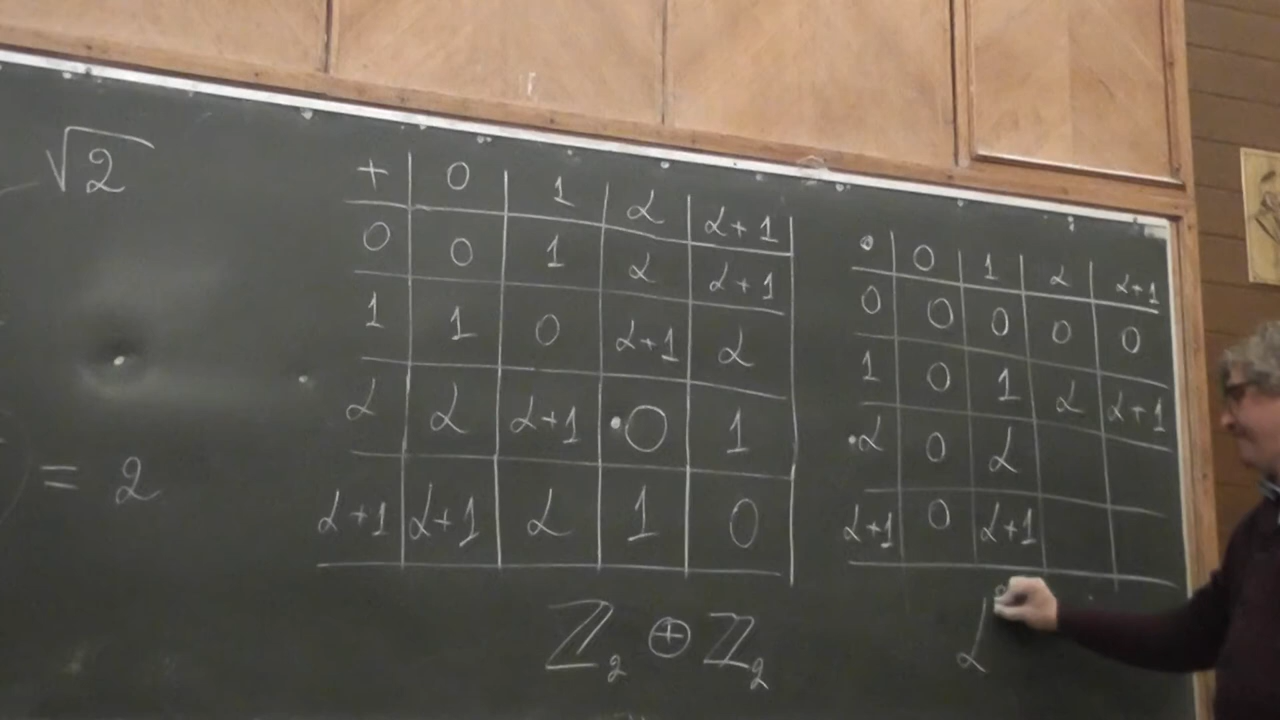 √2
+ 0 1 α α+1
0 0 1 α α+1
1 1 0 α+1 α
α α α+1 0 1
α+1 α+1 α 1 0
ℤ₂ ⊕ ℤ₂
= 2
· 0 1 α α+1
0 0 0 0 0
1 0 1 α α+1
α 0 α
α+1 0 α+1
α